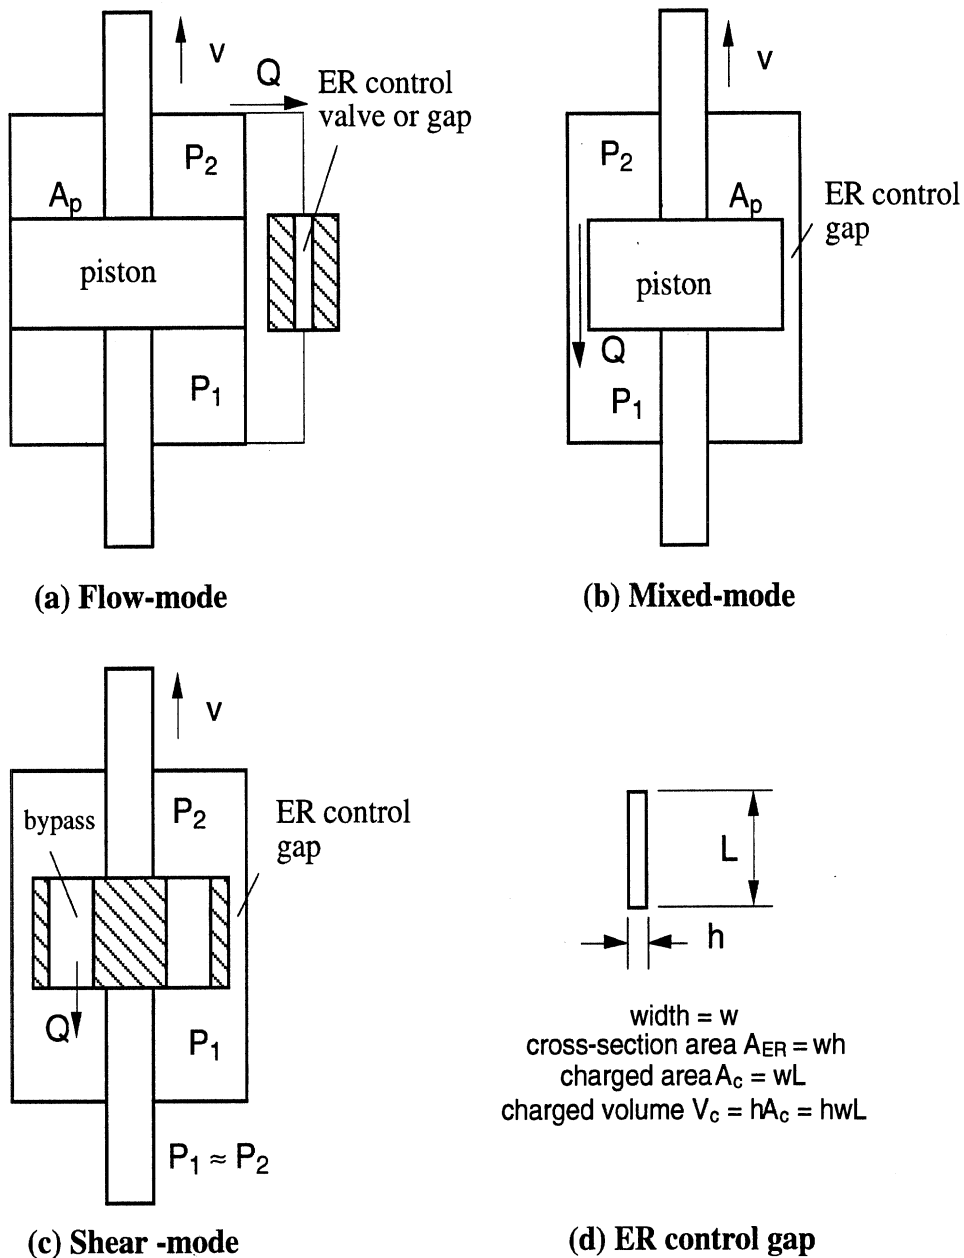 v
Q
ER control
valve or gap
P2
Ap
piston
P1
(a) Flow-mode
v
P2
Ap
ER control
gap
piston
Q
P1
(b) Mixed-mode
v
bypass
P2
ER control
gap
Q
P1
P1 ≈ P2
(c) Shear -mode
L
h
width = w
cross-section area AER = wh
charged area Ac = wL
charged volume Vc = hAc = hwL
(d) ER control gap